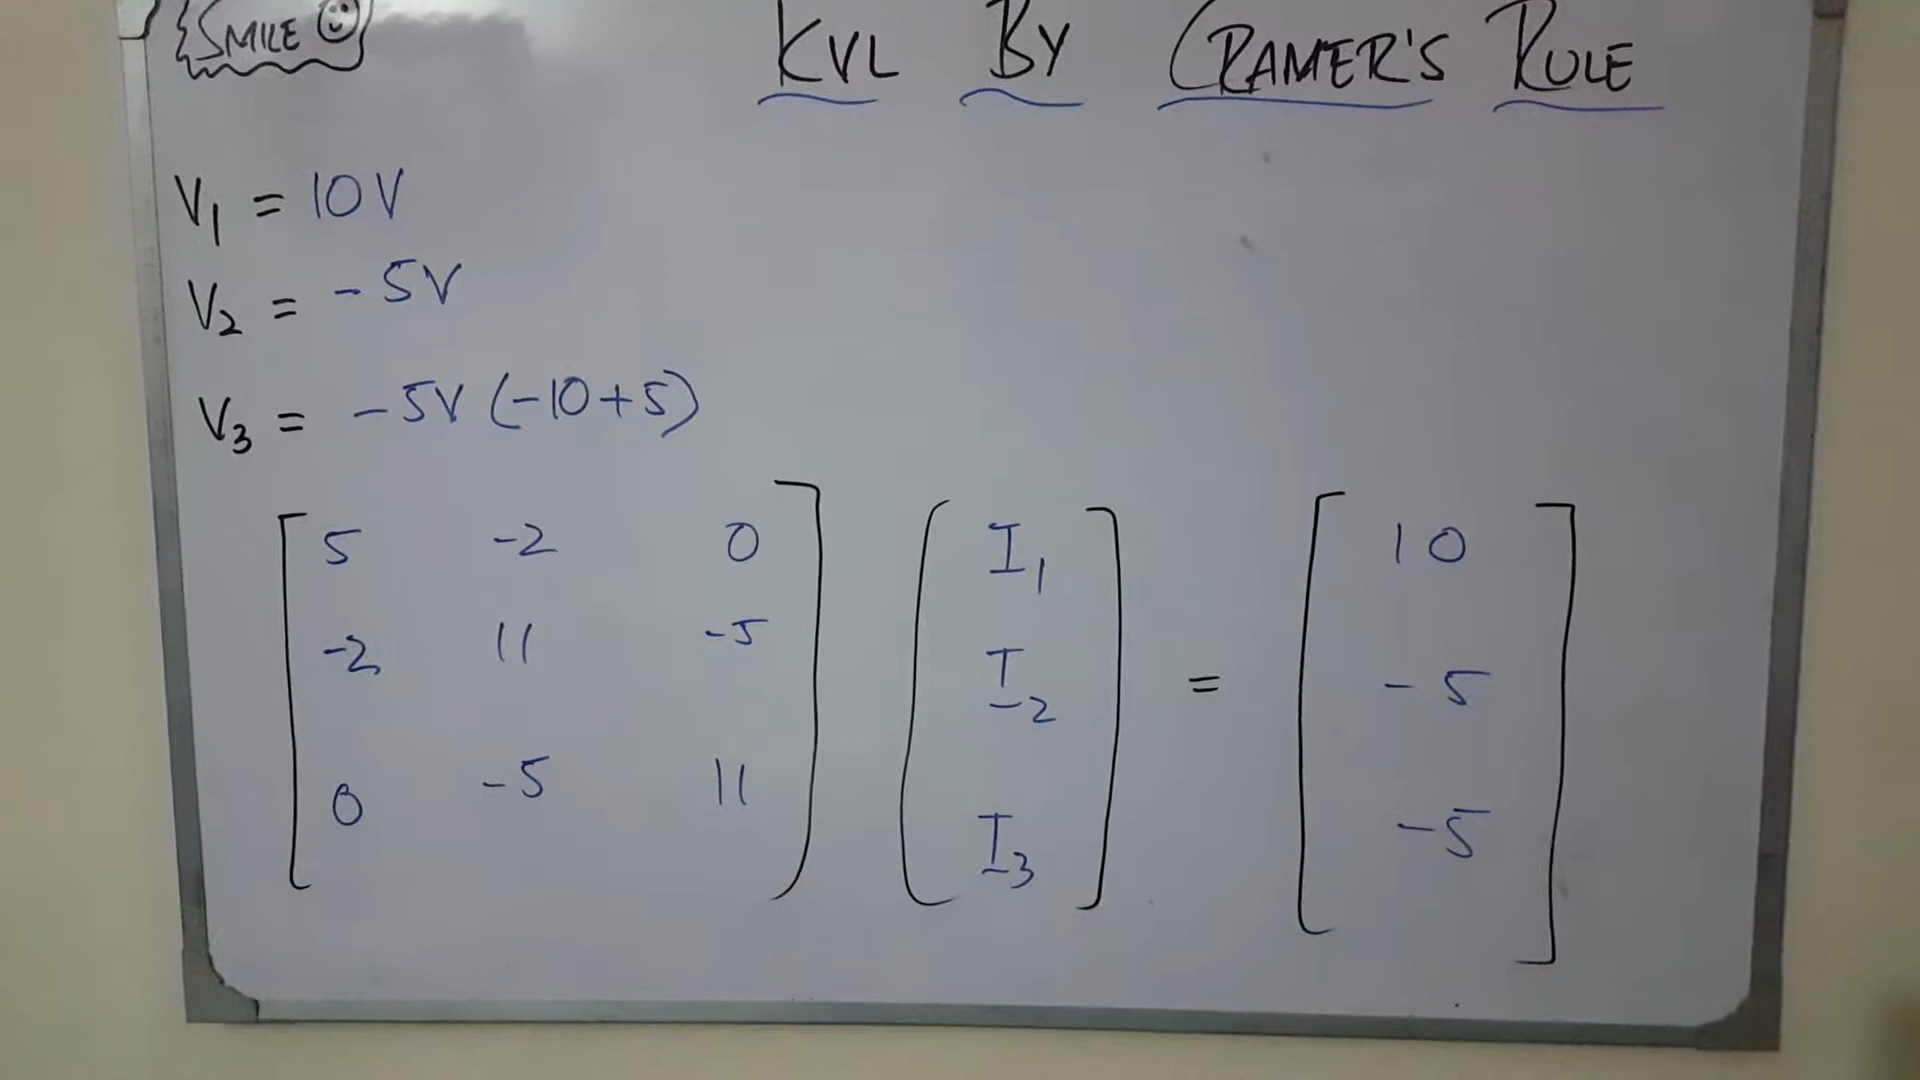 SMILE
KVL BY CRAMER'S RULE
V1 = 10V
V2 = -5V
V3 = -5V (-10+5)
5 -2 0 I1 10
-2 11 -5 I2 = -5
0 -5 11 I3 -5